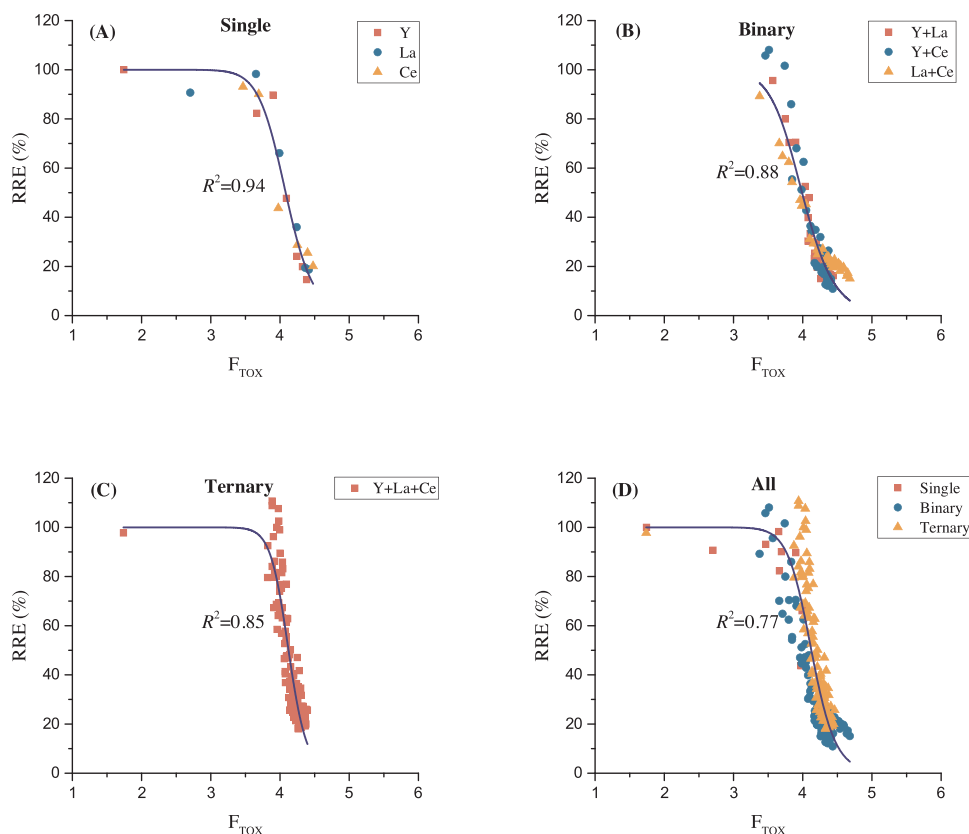 (A) Single
Y
La
Ce
120
100
80
60
40
20
0
RRE (%)
R²=0.94
1 2 3 4 5 6
F_TOX
(B) Binary
Y+La
Y+Ce
La+Ce
120
100
80
60
40
20
0
RRE (%)
R²=0.88
1 2 3 4 5 6
F_TOX
(C) Ternary
Y+La+Ce
120
100
80
60
40
20
0
RRE (%)
R²=0.85
1 2 3 4 5 6
F_TOX
(D) All
Single
Binary
Ternary
120
100
80
60
40
20
0
RRE (%)
R²=0.77
1 2 3 4 5 6
F_TOX